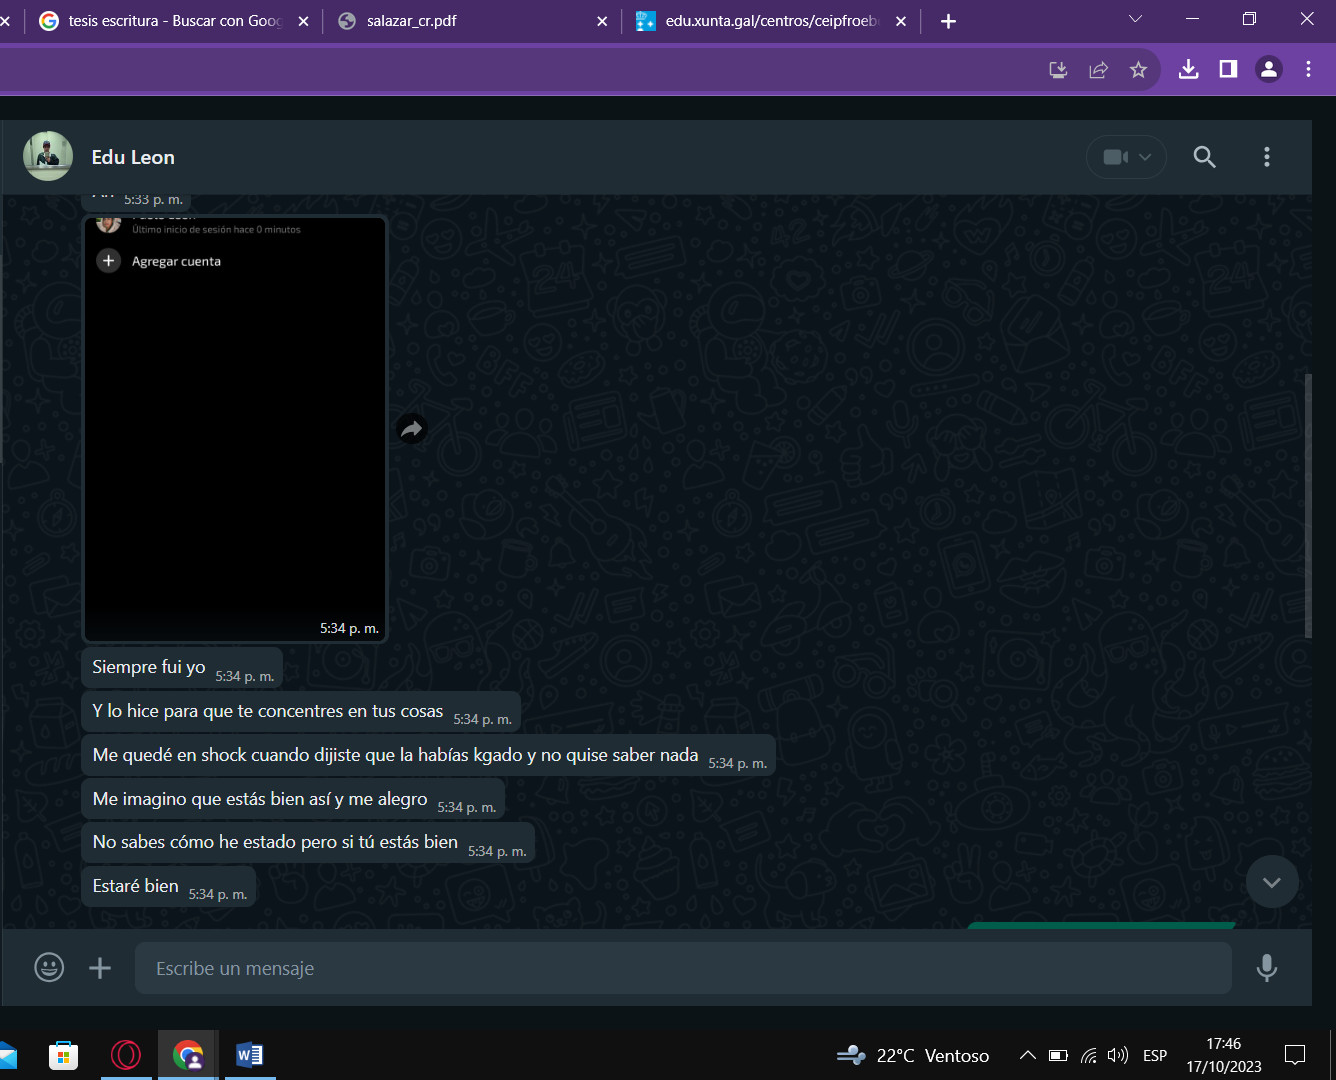 tesis escritura - Buscar con Goog
salazar_cr.pdf
edu.xunta.gal/centros/ceipfroeb
Edu Leon
5:33 p. m.
Último inicio de sesión hace 0 minutos
Agregar cuenta
5:34 p. m.
Siempre fui yo 5:34 p. m.
Y lo hice para que te concentres en tus cosas 5:34 p. m.
Me quedé en shock cuando dijiste que la habías kgado y no quise saber nada 5:34 p. m.
Me imagino que estás bien así y me alegro 5:34 p. m.
No sabes cómo he estado pero si tú estás bien 5:34 p. m.
Estaré bien 5:34 p. m.
Escribe un mensaje
22°C Ventoso
ESP
17:46
17/10/2023